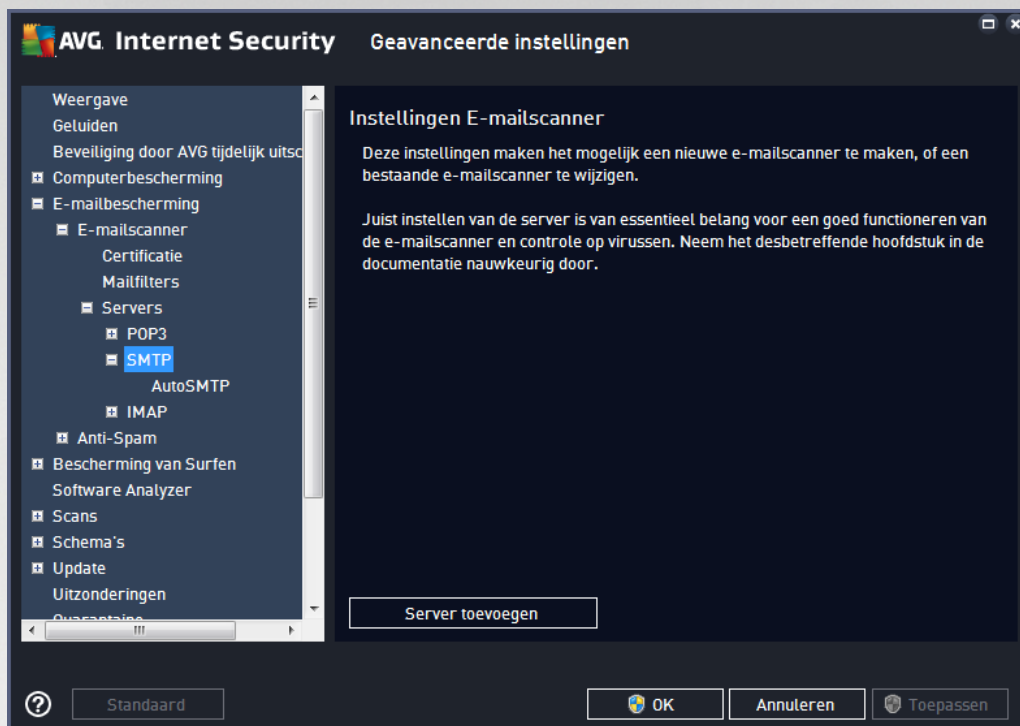 AVG Internet Security Geavanceerde instellingen
Weergave
Geluiden
Beveiliging door AVG tijdelijk uitsc
Computerbescherming
E-mailbescherming
E-mailscanner
Certificatie
Mailfilters
Servers
POP3
SMTP
AutoSMTP
IMAP
Anti-Spam
Bescherming van Surfen
Software Analyzer
Scans
Schema's
Update
Uitzonderingen
Quarantaine
Instellingen E-mailscanner
Deze instellingen maken het mogelijk een nieuwe e-mailscanner te maken, of een
bestaande e-mailscanner te wijzigen.
Juist instellen van de server is van essentieel belang voor een goed functioneren van
de e-mailscanner en controle op virussen. Neem het desbetreffende hoofdstuk in de
documentatie nauwkeurig door.
Server toevoegen
Standaard
OK
Annuleren
Toepassen